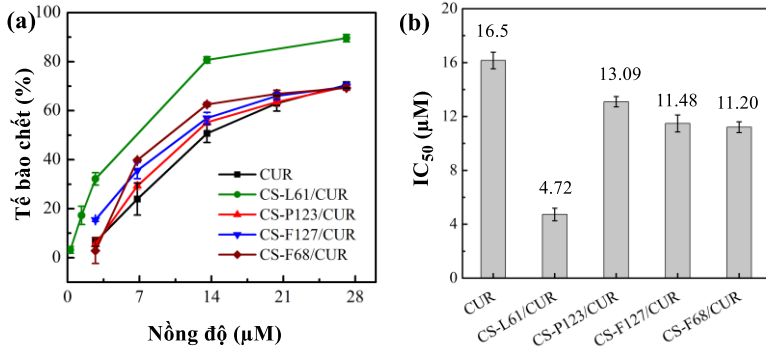 (a)
100
80
60
40
20
0
Té bào chét (%)
CUR
CS-L61/CUR
CS-P123/CUR
CS-F127/CUR
CS-F68/CUR
0 7 14 21 28
Nồng độ (μM)
(b)
16
12
8
4
0
IC50 (μM)
16.5
4.72
13.09
11.48
11.20
CUR
CS-L61/CUR
CS-P123/CUR
CS-F127/CUR
CS-F68/CUR